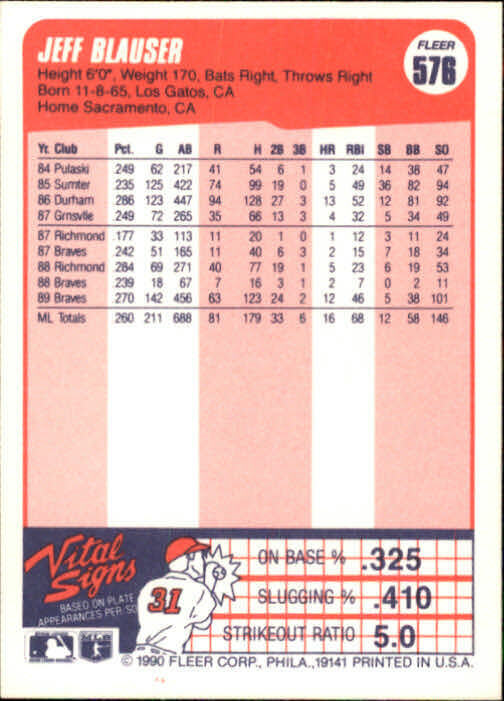 JEFF BLAUSER
FLEER
576
Height 6'0", Weight 170, Bats Right, Throws Right
Born 11-8-65, Los Gatos, CA
Home Sacramento, CA
Yr. Club Pct. G AB R H 2B 3B HR RBI SB BB SO
84 Pulaski .249 62 217 41 54 6 1 3 24 14 38 47
85 Sumter .235 125 422 74 99 19 0 5 49 36 82 94
86 Durham .286 123 447 94 128 27 3 13 52 12 81 92
87 Grnsvlle .249 72 265 35 66 13 3 4 32 5 34 49
87 Richmond .177 33 113 11 20 1 0 1 12 3 11 24
87 Braves .242 51 165 11 40 6 3 2 15 7 18 34
88 Richmond .284 69 271 40 77 19 1 5 23 6 19 53
88 Braves .239 18 67 7 16 3 1 2 7 0 2 11
89 Braves .270 142 456 63 123 24 2 12 46 5 38 101
ML Totals .260 211 688 81 179 33 6 16 68 12 58 146
Vital Signs
BASED ON PLATE
APPEARANCES PER SO
31
ON BASE % .325
SLUGGING % .410
STRIKEOUT RATIO 5.0
© 1990 FLEER CORP., PHILA., 19141 PRINTED IN U.S.A.